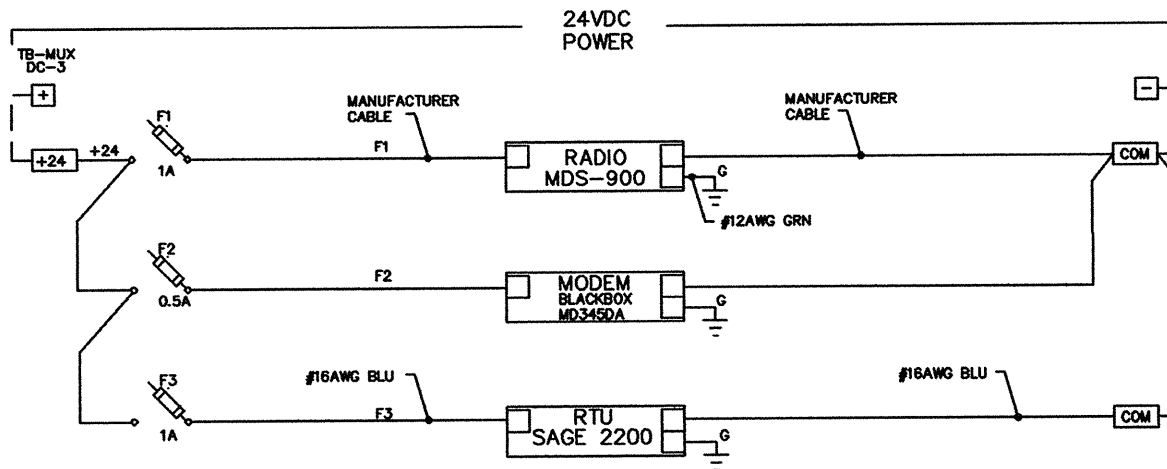 24VDC
POWER
TB-MUX
DC-3
+
−
F1
MANUFACTURER
CABLE
MANUFACTURER
CABLE
+24
+24
1A
F1
RADIO
MDS-900
G
COM
#12AWG GRN
F2
0.5A
F2
MODEM
BLACKBOX
MD345DA
G
F3
1A
#16AWG BLU
F3
RTU
SAGE 2200
G
#16AWG BLU
COM